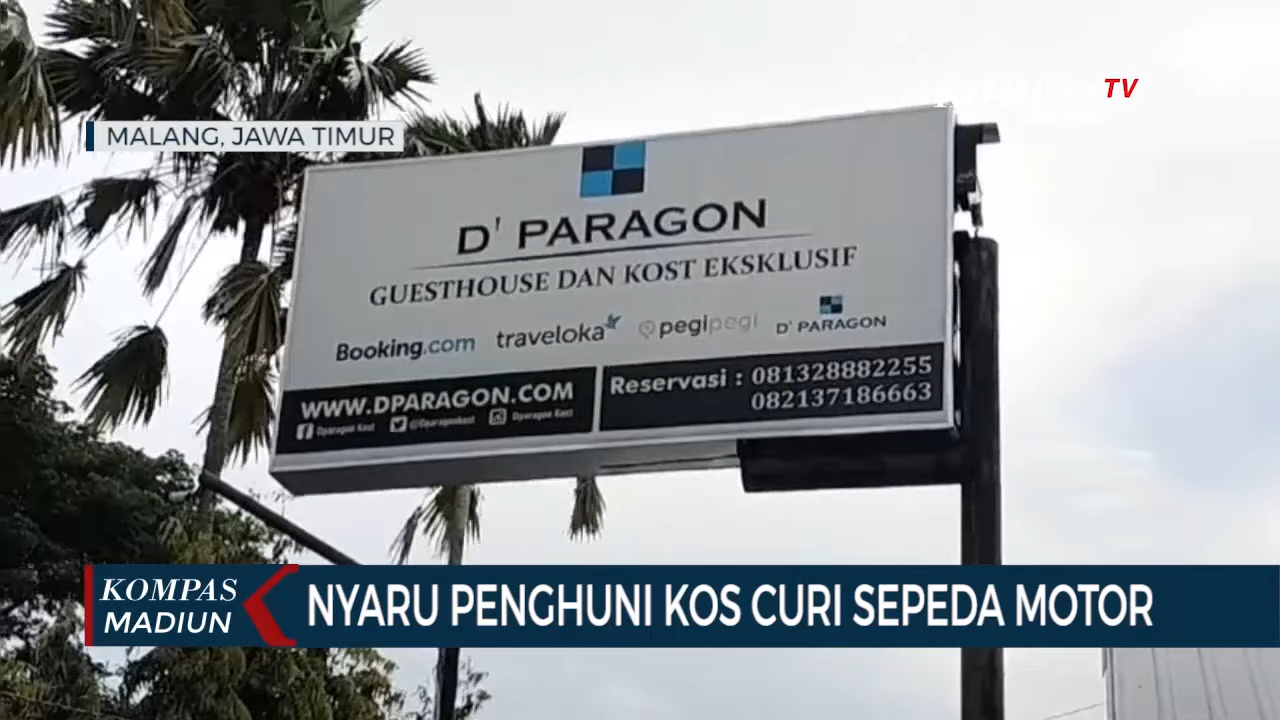 TV
MALANG, JAWA TIMUR
D' PARAGON
GUESTHOUSE DAN KOST EKSKLUSIF
Booking.com traveloka pegipegi D' PARAGON
WWW.DPARAGON.COM
Dparagon Kost @Dparagonkost Dparagon Kost
Reservasi : 081328882255
082137186663
KOMPAS
MADIUN
NYARU PENGHUNI KOS CURI SEPEDA MOTOR